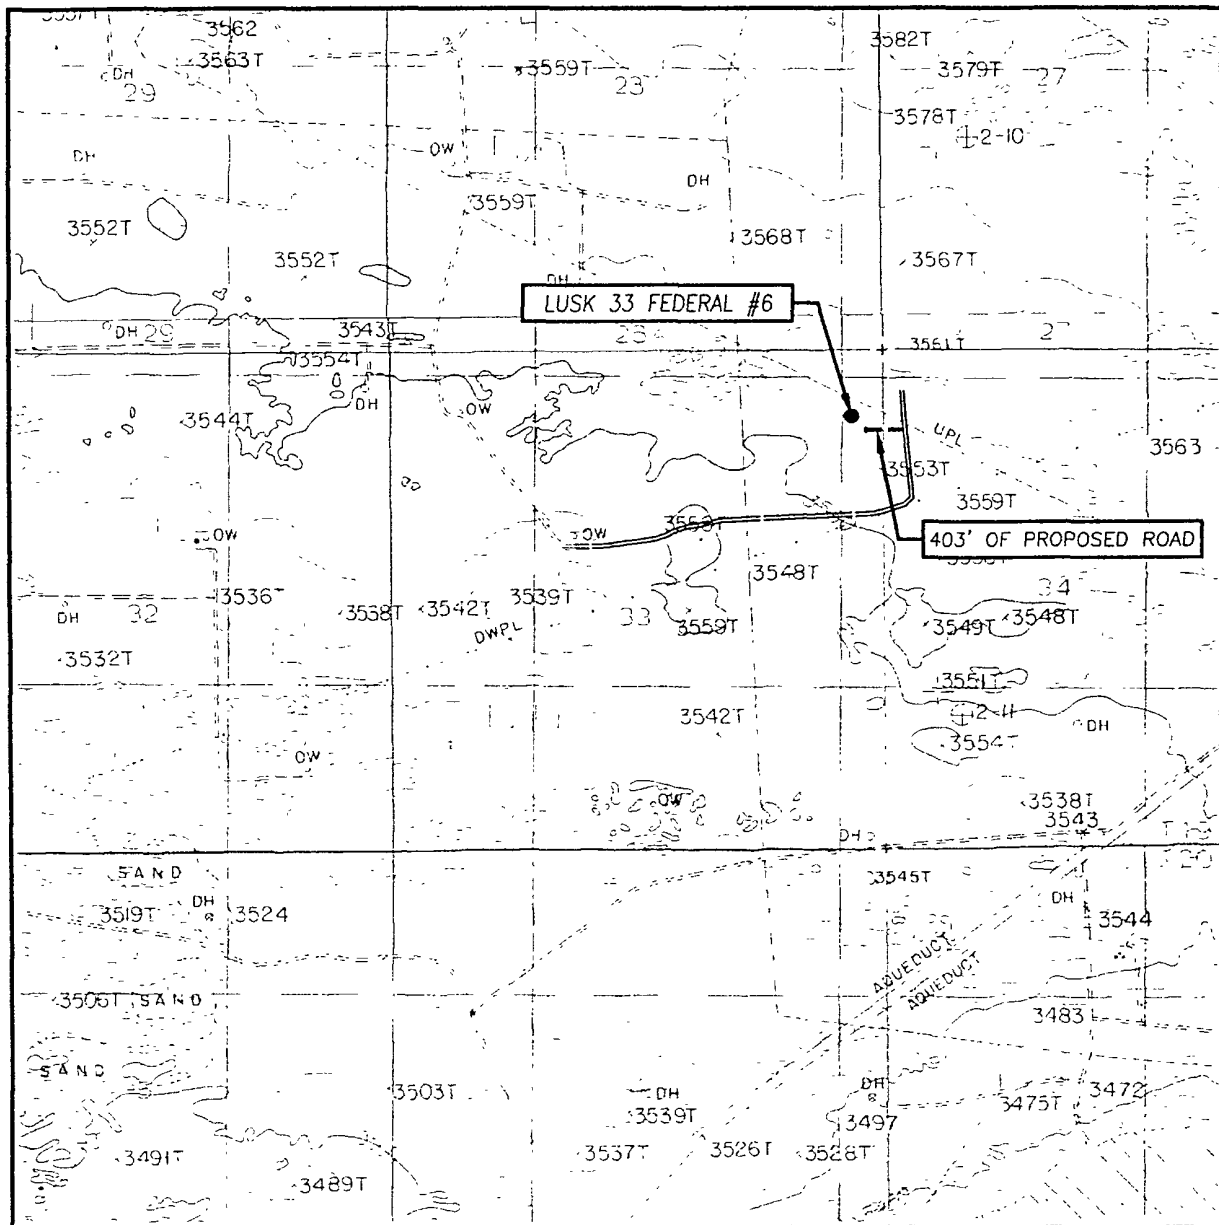 3562
3582T
3563T
3559T
3579T
27
DH
29
23
3578T
2-10
OW
DH
DH
3559T
3552T
3568T
3552T
3567T
DH
LUSK 33 FEDERAL #6
DH
29
3543T
3554T
DH
3544T
OW
UPL
3563
3553T
3559T
OW
OW
403' OF PROPOSED ROAD
3548T
3536T
3539T
34
DH
32
3538T
3542T
33
3559T
3549T
3548T
DWPL
3532T
3551T
3542T
2-11
DH
3554T
OW
OW
3538T
3543
DH
SAND
3545T
DH
DH
3519T
3524
3544
AQUEDUCT
AQUEDUCT
SAND
3483
SAND
3503T
DH
DH
3472
3475T
3539T
3497
3491T
3537T
3526T
3528T
3489T